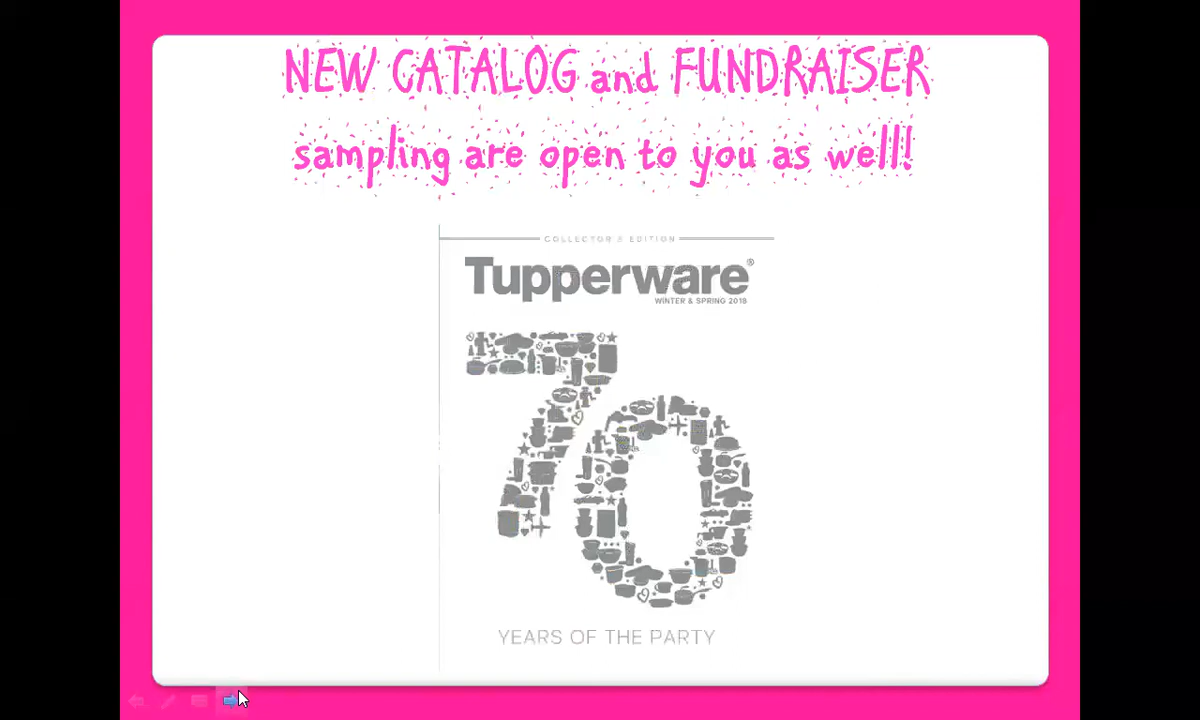 NEW CATALOG and FUNDRAISER
sampling are open to you as well!
COLLECTOR'S EDITION
Tupperware®
WINTER & SPRING 2018
70
YEARS OF THE PARTY